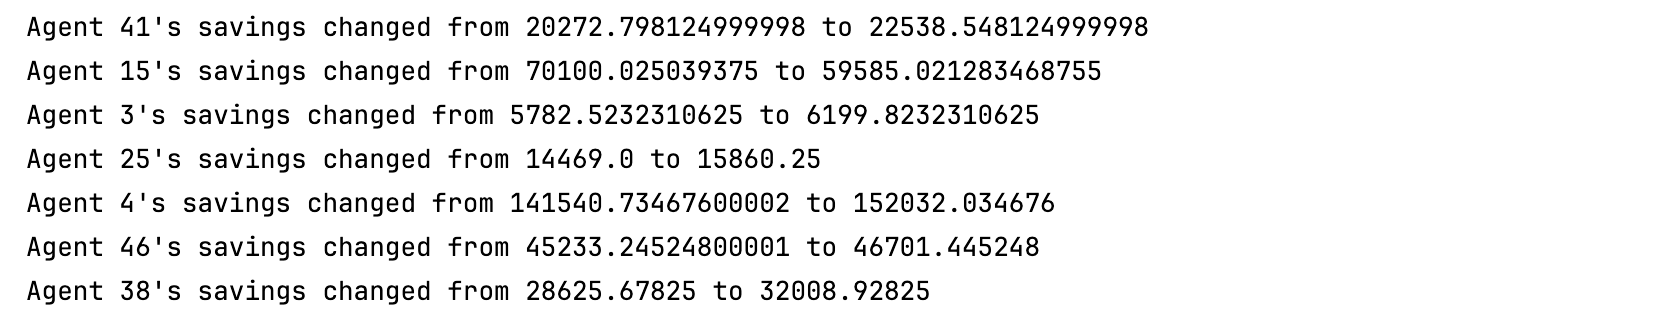 Agent 41's savings changed from 20272.798124999998 to 22538.548124999998
Agent 15's savings changed from 70100.025039375 to 59585.021283468755
Agent 3's savings changed from 5782.5232310625 to 6199.8232310625
Agent 25's savings changed from 14469.0 to 15860.25
Agent 4's savings changed from 141540.73467600002 to 152032.034676
Agent 46's savings changed from 45233.24524800001 to 46701.445248
Agent 38's savings changed from 28625.67825 to 32008.92825